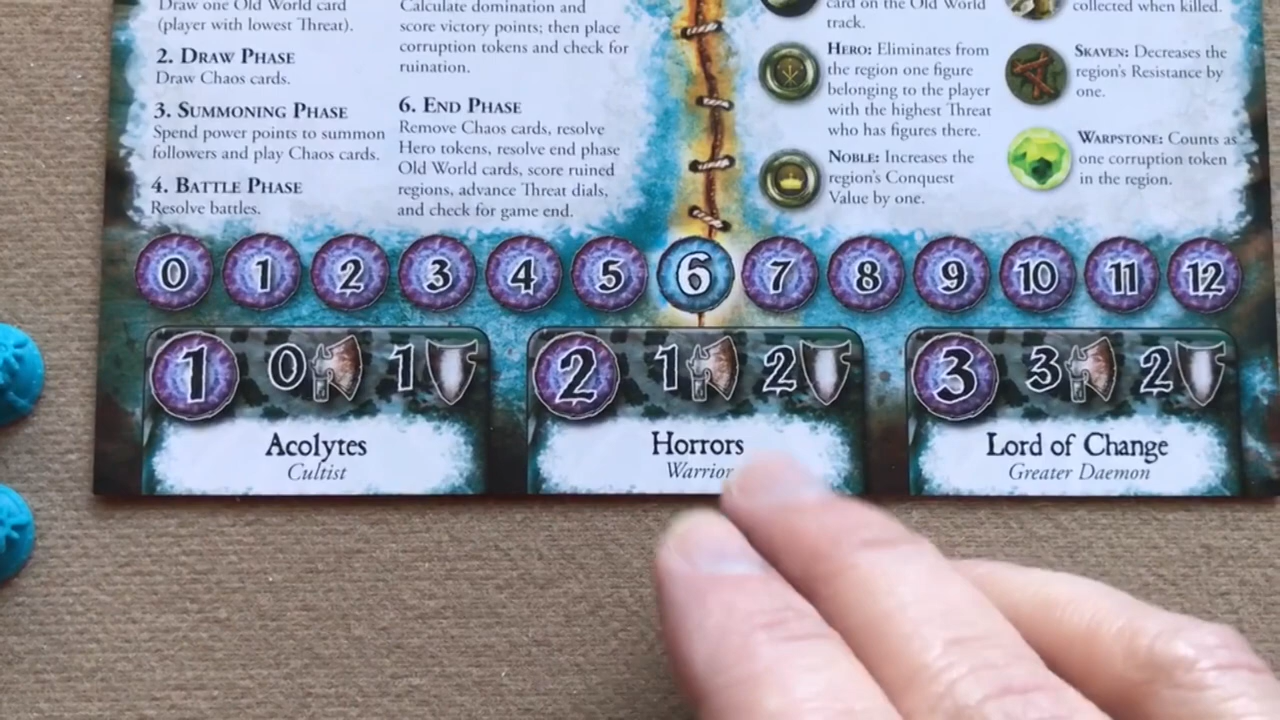 Draw one Old World card
(player with lowest Threat).
2. Draw Phase
Draw Chaos cards.
3. Summoning Phase
Spend power points to summon
followers and play Chaos cards.
4. Battle Phase
Resolve battles.
Calculate domination and
score victory points; then place
corruption tokens and check for
ruination.
6. End Phase
Remove Chaos cards, resolve
Hero tokens, resolve end phase
Old World cards, score ruined
regions, advance Threat dials,
and check for game end.
card on the Old World
track.
Hero: Eliminates from
the region one figure
belonging to the player
with the highest Threat
who has figures there.
Noble: Increases the
region's Conquest
Value by one.
collected when killed.
Skaven: Decreases the
region's Resistance by
one.
Warpstone: Counts as
one corruption token
in the region.
0 1 2 3 4 5 6 7 8 9 10 11 12
1 0 1
Acolytes
Cultist
2 1 2
Horrors
Warrior
3 3 2
Lord of Change
Greater Daemon